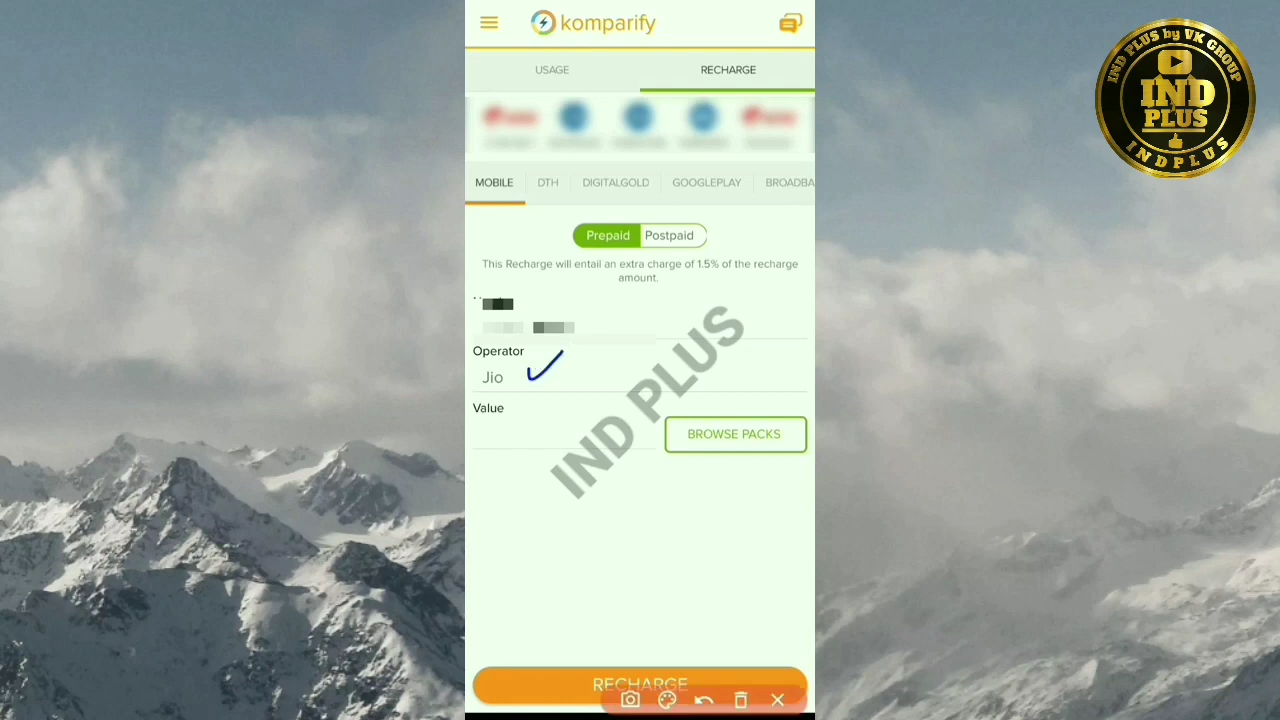 komparify
IND PLUS by VK GROUP
IND
PLUS
INDPLUS
USAGE
RECHARGE
MOBILE
DTH
DIGITALGOLD
GOOGLEPLAY
BROADBA
Prepaid
Postpaid
This Recharge will entail an extra charge of 1.5% of the recharge
amount.
Operator
Jio
Value
BROWSE PACKS
IND PLUS
RECHARGE